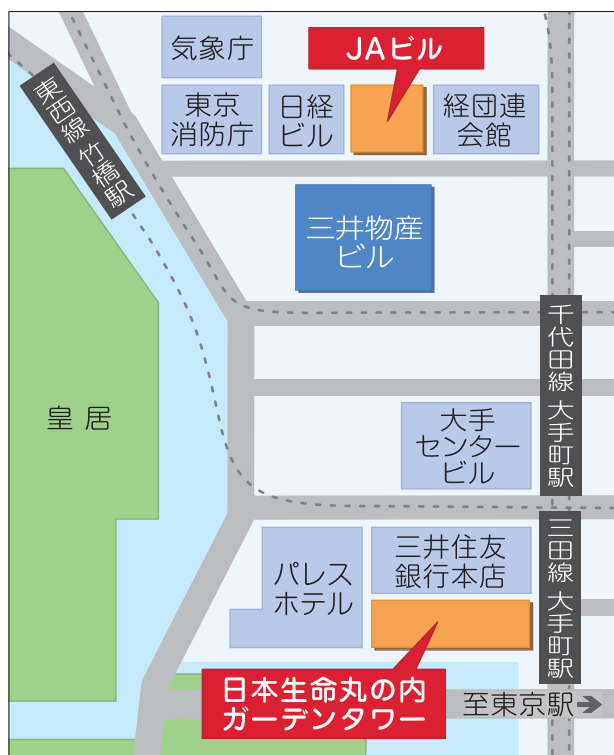 気象庁
JAビル
東京
消防庁
日経
ビル
経団連
会館
東西線 竹橋駅
三井物産
ビル
千代田線 大手町駅
皇居
大手
センター
ビル
三田線 大手町駅
パレス
ホテル
三井住友
銀行本店
日本生命丸の内
ガーデンタワー
至東京駅